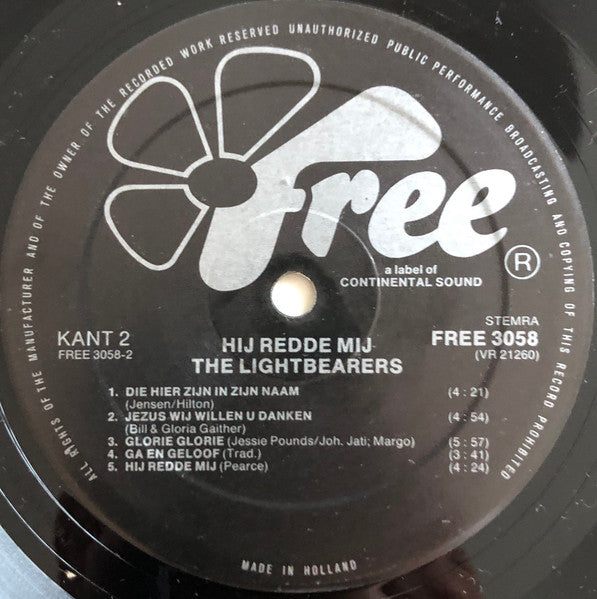 ALL RIGHTS OF THE MANUFACTURER AND OF THE OWNER OF THE RECORDED WORK RESERVED UNAUTHORIZED PUBLIC PERFORMANCE BROADCASTING AND COPYING OF THIS RECORD PROHIBITED
Free
®
a label of
CONTINENTAL SOUND
KANT 2
FREE 3058-2
HIJ REDDE MIJ
THE LIGHTBEARERS
STEMRA
FREE 3058
(VR 21260)
1. DIE HIER ZIJN IN ZIJN NAAM (4:21)
(Jensen/Hilton)
2. JEZUS WIJ WILLEN U DANKEN (4:54)
(Bill & Gloria Gaither)
3. GLORIE GLORIE (Jessie Pounds/Joh. Jati; Margo) (5:57)
4. GA EN GELOOF (Trad.) (3:41)
5. HIJ REDDE MIJ (Pearce) (4:24)
MADE IN HOLLAND